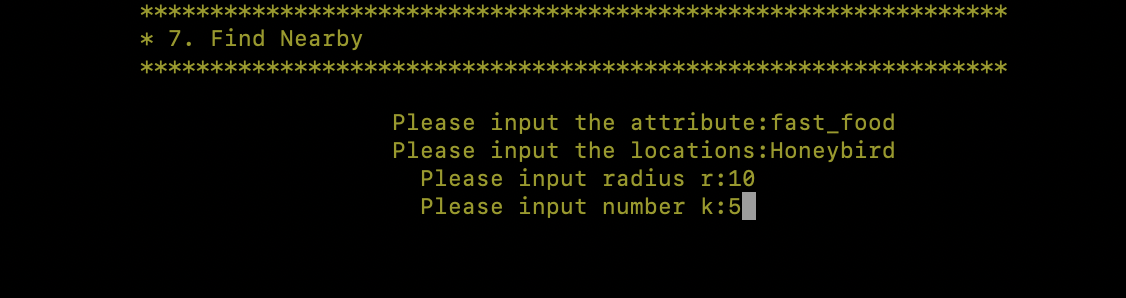 **************************************************************
* 7. Find Nearby
**************************************************************
Please input the attribute:fast_food
Please input the locations:Honeybird
Please input radius r:10
Please input number k:5